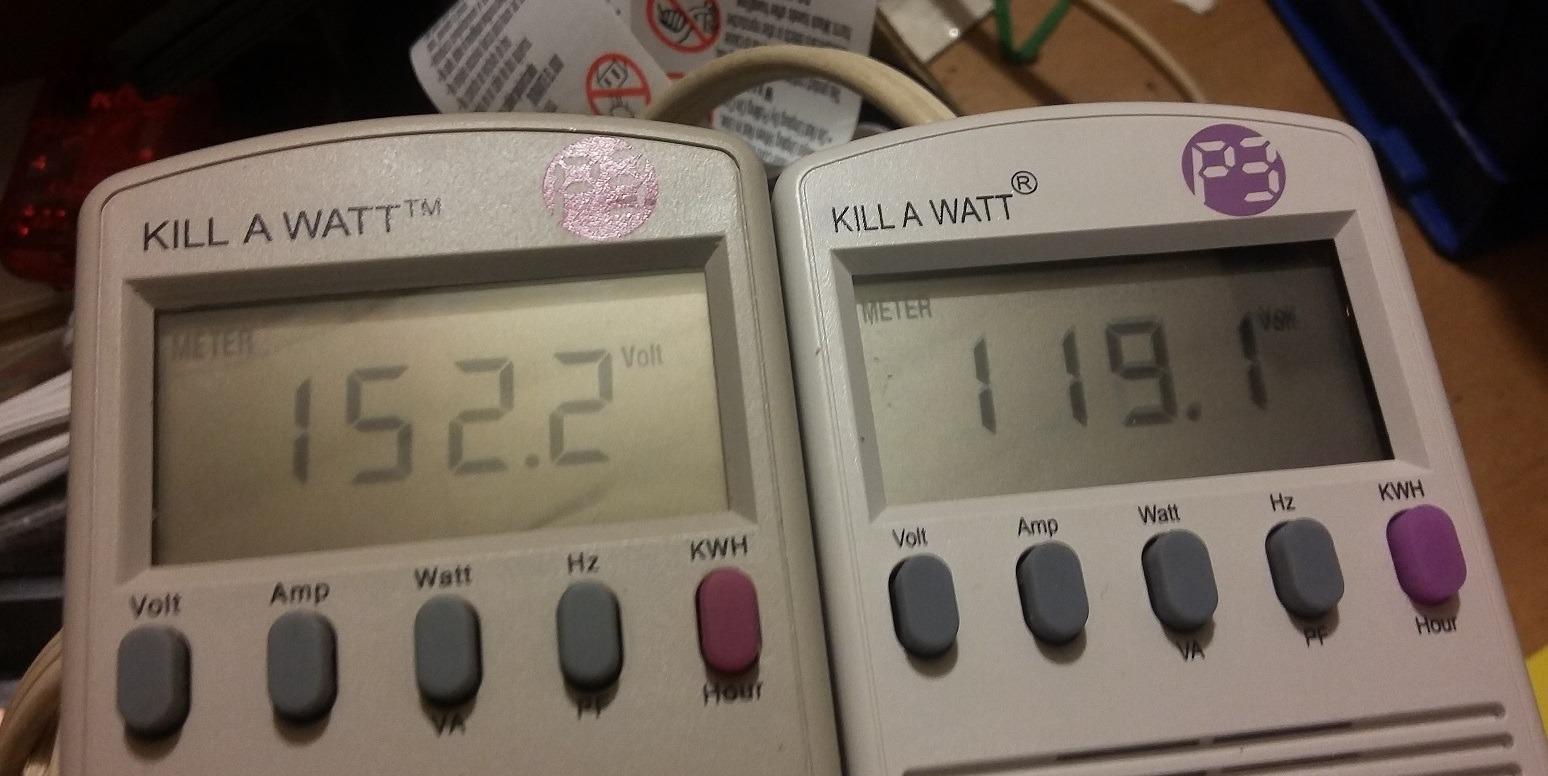 KILL A WATT™
P3
METER
152.2
Volt
Volt
Amp
Watt
Hz
KWH
VA
PF
Hour
KILL A WATT®
P3
METER
119.1
Volt
Volt
Amp
Watt
Hz
KWH
VA
PF
Hour